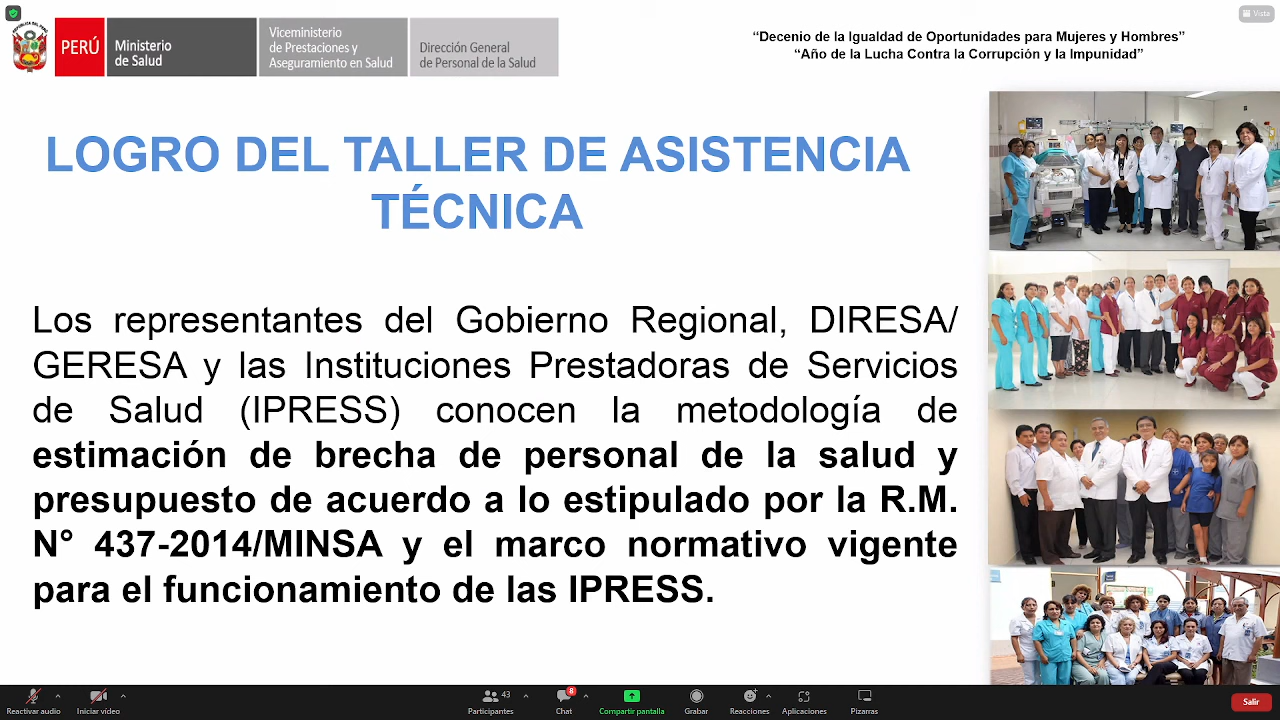 Vista
REPÚBLICA DEL PERÚ
PERÚ
Ministerio
de Salud
Viceministerio
de Prestaciones y
Aseguramiento en Salud
Dirección General
de Personal de la Salud
“Decenio de la Igualdad de Oportunidades para Mujeres y Hombres”
“Año de la Lucha Contra la Corrupción y la Impunidad”
LOGRO DEL TALLER DE ASISTENCIA
TÉCNICA
Los representantes del Gobierno Regional, DIRESA/
GERESA y las Instituciones Prestadoras de Servicios
de Salud (IPRESS) conocen la metodología de
estimación de brecha de personal de la salud y
presupuesto de acuerdo a lo estipulado por la R.M.
N° 437-2014/MINSA y el marco normativo vigente
para el funcionamiento de las IPRESS.
43
8
Reactivar audio
Iniciar vídeo
Participantes
Chat
Compartir pantalla
Grabar
Reacciones
Aplicaciones
Pizarras
Salir